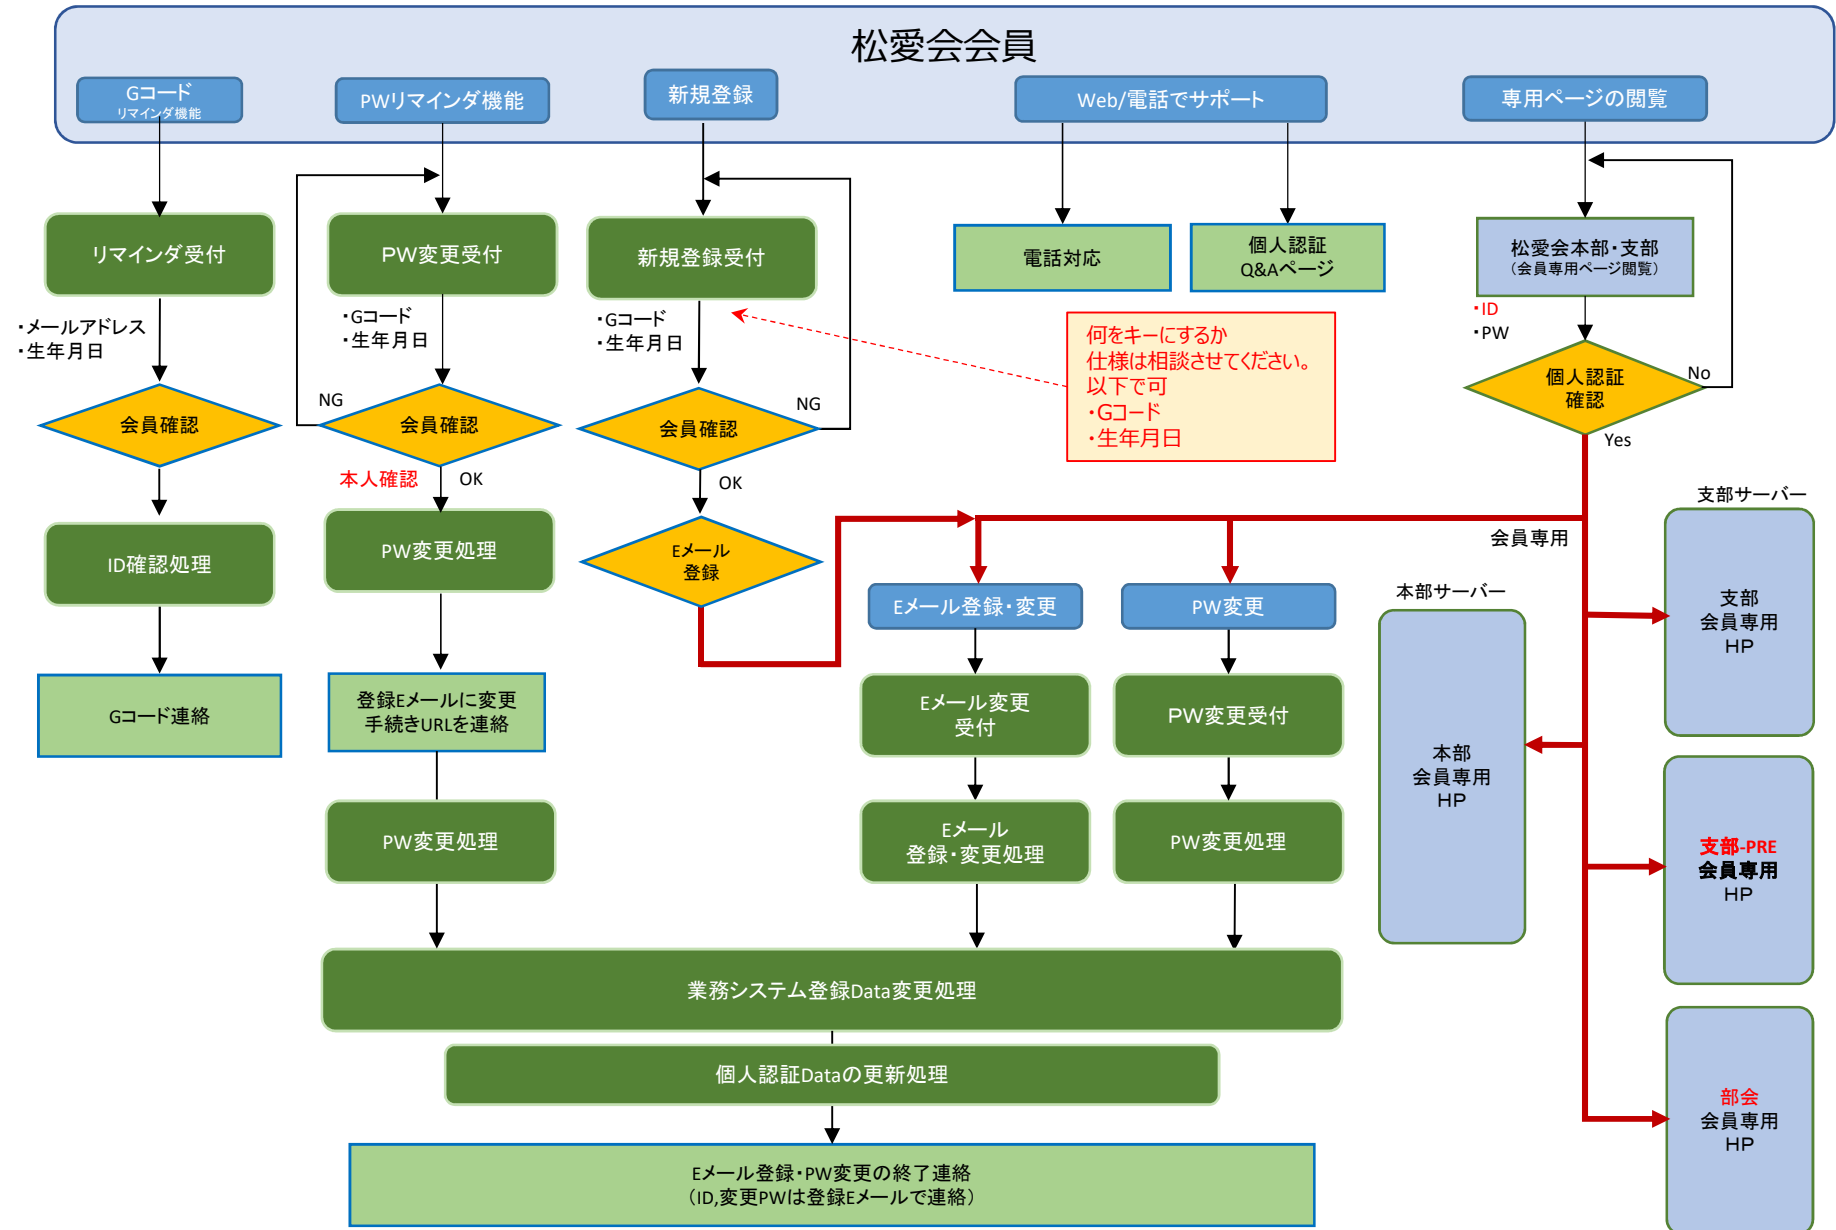 松愛会会員
Gコード
リマインダ機能
PWリマインダ機能
新規登録
Web/電話でサポート
専用ページの閲覧
リマインダ受付
PW変更受付
新規登録受付
電話対応
個人認証
Q&Aページ
松愛会本部・支部
（会員専用ページ閲覧）
・メールアドレス
・生年月日
・Gコード
・生年月日
・Gコード
・生年月日
何をキーにするか
仕様は相談させてください。
以下で可
・Gコード
・生年月日
・ID
・PW
会員確認
NG
会員確認
会員確認
NG
個人認証
確認
No
Yes
本人確認
OK
OK
ID確認処理
PW変更処理
Eメール
登録
会員専用
支部サーバー
本部サーバー
Eメール登録・変更
PW変更
支部
会員専用
HP
Gコード連絡
登録Eメールに変更
手続きURLを連絡
Eメール変更
受付
PW変更受付
本部
会員専用
HP
PW変更処理
Eメール
登録・変更処理
PW変更処理
支部-PRE
会員専用
HP
業務システム登録Data変更処理
個人認証Dataの更新処理
部会
会員専用
HP
Eメール登録・PW変更の終了連絡
（ID,変更PWは登録Eメールで連絡）